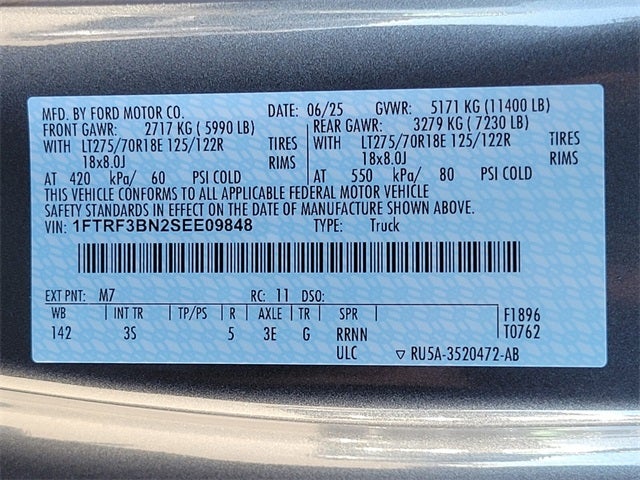 MFD. BY FORD MOTOR CO. DATE: 06/25 GVWR: 5171 KG (11400 LB)
FRONT GAWR: 2717 KG ( 5990 LB) REAR GAWR: 3279 KG ( 7230 LB)
WITH LT275/70R18E 125/122R TIRES WITH LT275/70R18E 125/122R TIRES
18x8.0J RIMS 18x8.0J RIMS
AT 420 kPa/ 60 PSI COLD AT 550 kPa/ 80 PSI COLD
THIS VEHICLE CONFORMS TO ALL APPLICABLE FEDERAL MOTOR VEHICLE
SAFETY STANDARDS IN EFFECT ON THE DATE OF MANUFACTURE SHOWN ABOVE.
VIN: 1FTRF3BN2SEE09848 TYPE: Truck
EXT PNT: M7 RC: 11 DSO:
WB INT TR TP/PS R AXLE TR SPR F1896
142 3S 5 3E G RRNN T0762
ULC ▽ RU5A-3520472-AB